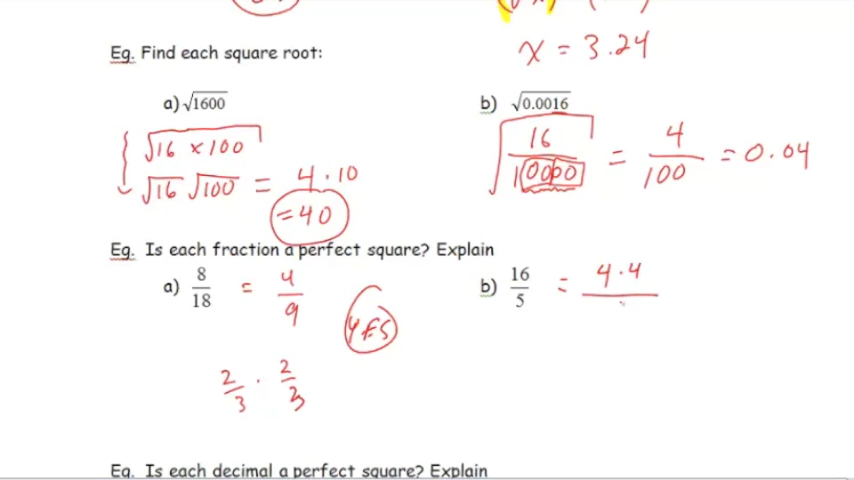 x = 3.24
Eg. Find each square root:
a) √1600
√16 × 100
√16 √100 = 4 · 10
= 40
b) √0.0016
√16/10000 = 4/100 = 0.04
Eg. Is each fraction a perfect square? Explain
a) 8/18 = 4/9
YES
2/3 · 2/3
b) 16/5 = 4 · 4
Eg. Is each decimal a perfect square? Explain